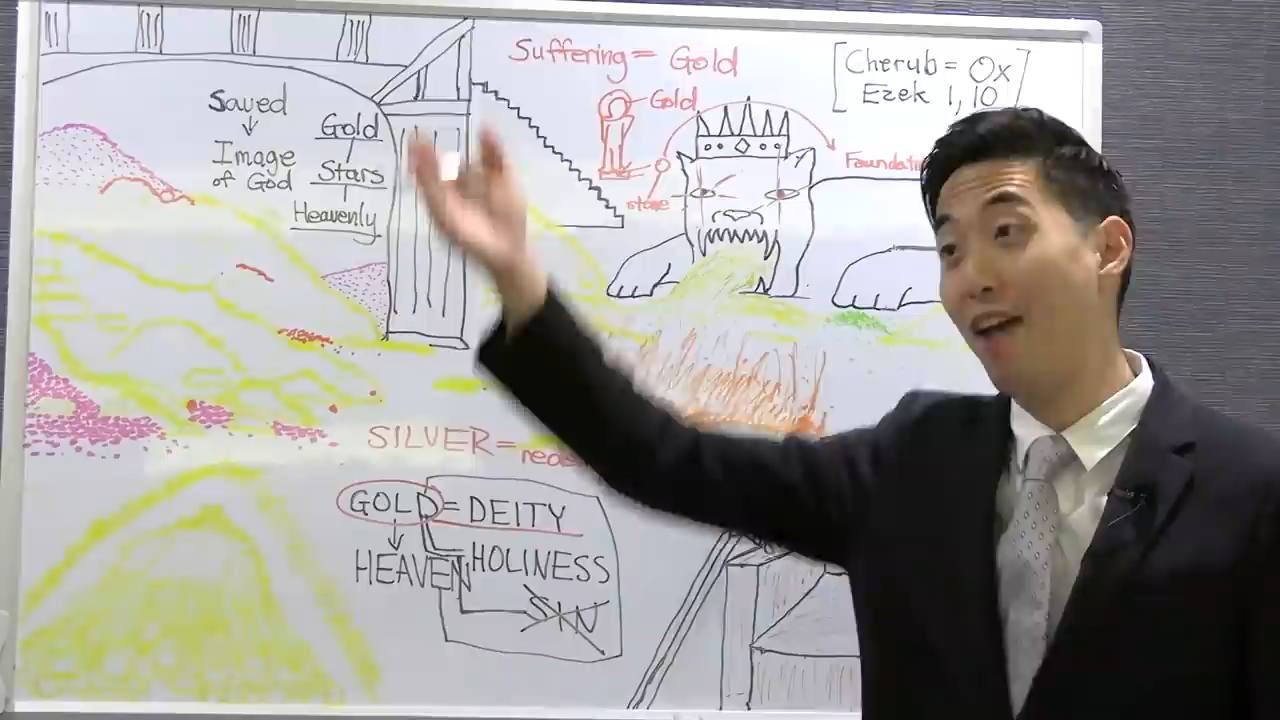 Suffering = Gold
[Cherub = Ox
Ezek 1, 10]
Saved
Image
of God
Gold
Stars
Heavenly
Gold
stone
SILVER =
GOLD = DEITY
HEAVEN
HOLINESS
SIN